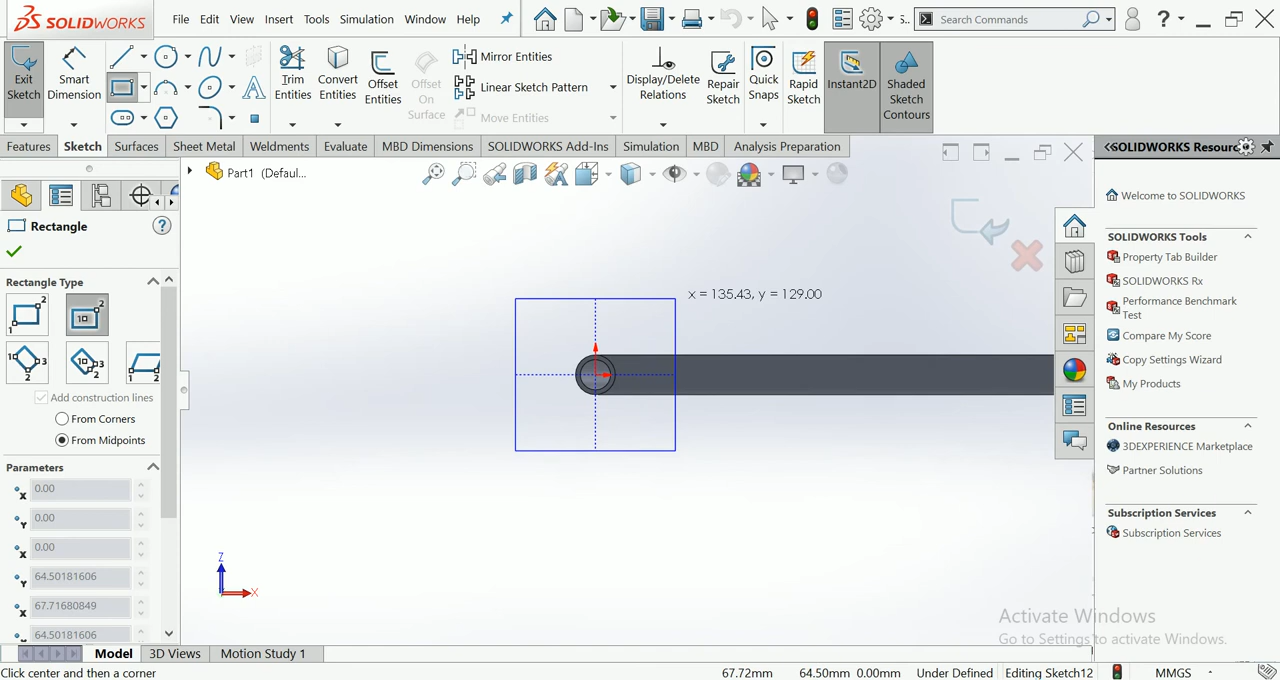 SOLIDWORKS File Edit View Insert Tools Simulation Window Help S... Search Commands ?
Exit Sketch
Smart Dimension
Trim Entities
Convert Entities
Offset Entities
Offset On Surface
Mirror Entities
Linear Sketch Pattern
Move Entities
Display/Delete Relations
Repair Sketch
Quick Snaps
Rapid Sketch
Instant2D
Shaded Sketch Contours
Features Sketch Surfaces Sheet Metal Weldments Evaluate MBD Dimensions SOLIDWORKS Add-Ins Simulation MBD Analysis Preparation
Part1 (Defaul...
Rectangle ?
Rectangle Type
Add construction lines
From Corners
From Midpoints
Parameters
0.00
0.00
0.00
64.50181606
67.71680849
64.50181606
x = 135.43, y = 129.00
Z
X
SOLIDWORKS Resourc
Welcome to SOLIDWORKS
SOLIDWORKS Tools
Property Tab Builder
SOLIDWORKS Rx
Performance Benchmark
Test
Compare My Score
Copy Settings Wizard
My Products
Online Resources
3DEXPERIENCE Marketplace
Partner Solutions
Subscription Services
Subscription Services
Activate Windows
Go to Settings to activate Windows.
Model 3D Views Motion Study 1
Click center and then a corner 67.72mm 64.50mm 0.00mm Under Defined Editing Sketch12 MMGS